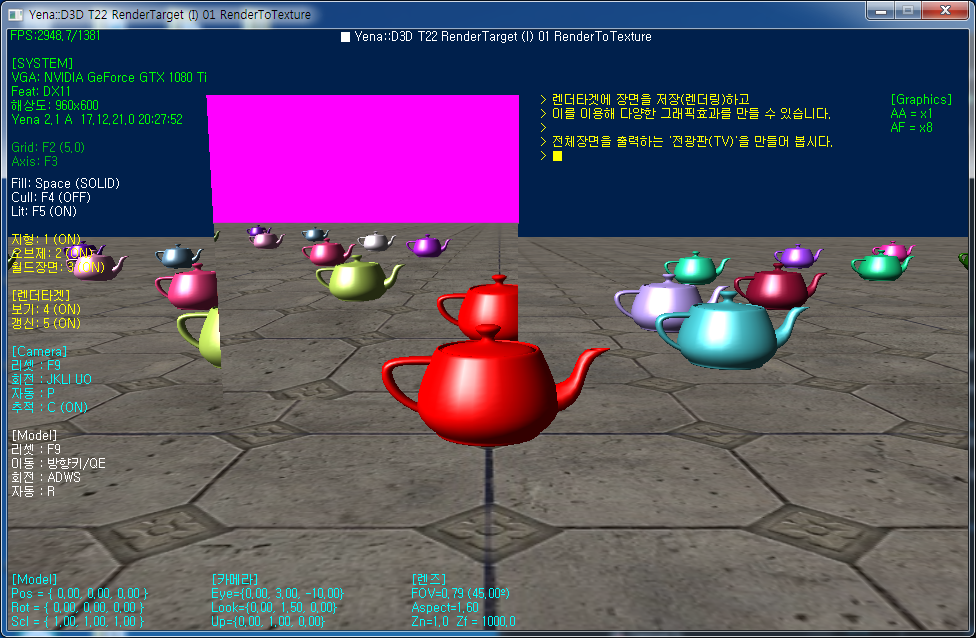 Yena::D3D T22 RenderTarget (I) 01 RenderToTexture
FPS:2948,7/1381
Yena::D3D T22 RenderTarget (I) 01 RenderToTexture
[SYSTEM]
VGA: NVIDIA GeForce GTX 1080 Ti
Feat: DX11
해상도: 960x600
Yena 2,1 A 17,12,21,0 20:27:52
Grid: F2 (5,0)
Axis: F3
Fill: Space (SOLID)
Cull: F4 (OFF)
Lit: F5 (ON)
지형: 1 (ON)
오브제: 2 (ON)
월드장면: 3 (ON)
[렌더타겟]
보기: 4 (ON)
갱신: 5 (ON)
[Camera]
리셋 : F9
회전 : JKLI UO
자동 : P
추적 : C (ON)
[Model]
리셋 : F9
이동 : 방향키/QE
회전 : ADWS
자동 : R
> 렌더타겟에 장면을 저장(렌더링)하고
> 이를 이용해 다양한 그래픽효과를 만들 수 있습니다.
>
> 전체장면을 출력하는 '전광판(TV)'을 만들어 봅시다.
>
[Graphics]
AA = x1
AF = x8
[Model]
Pos = { 0,00, 0,00, 0,00 }
Rot = { 0,00, 0,00, 0,00 }
Scl = { 1,00, 1,00, 1,00 }
[카메라]
Eye={0,00, 3,00, -10,00}
Look={0,00, 1,50, 0,00}
Up={0,00, 1,00, 0,00}
[렌즈]
FOV=0,79 (45,00º)
Aspect=1,60
Zn=1,0 Zf = 1000,0